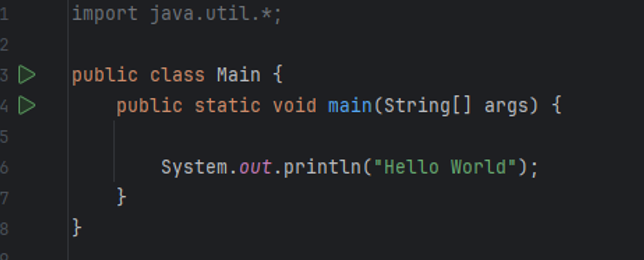 1 import java.util.*;
2
3 public class Main {
4     public static void main(String[] args) {
5
6         System.out.println("Hello World");
7     }
8 }
9